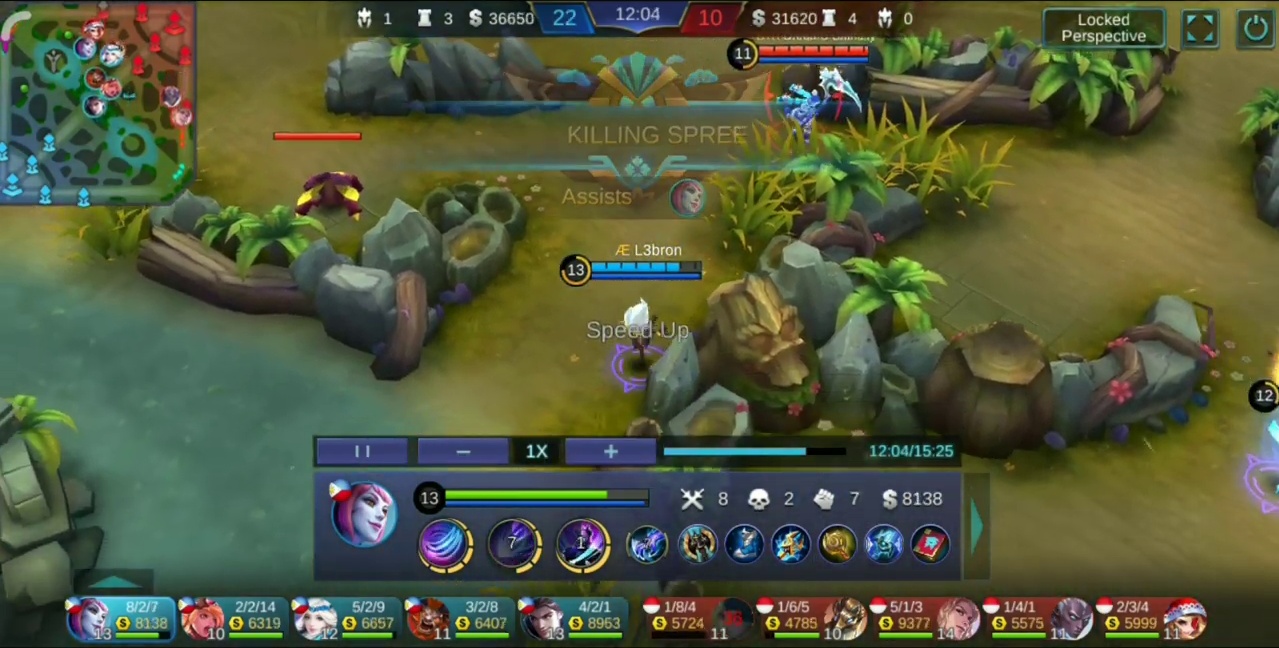 1 3 $ 36650 22 12:04 10 $ 31620 4 0
Locked
Perspective
11
KILLING SPREE
Assists
Æ L3bron
13
Speed Up
12
1X
12:04/15:25
13 8 2 7 $ 8138
7 1
8/2/7 2/2/14 5/2/9 3/2/8 4/2/1 1/8/4 1/6/5 5/1/3 1/4/1 2/3/4
8138 6319 6657 6407 8953 5724 4785 9377 5575 5999
13 10 12 11 13 11 10 14 11 11